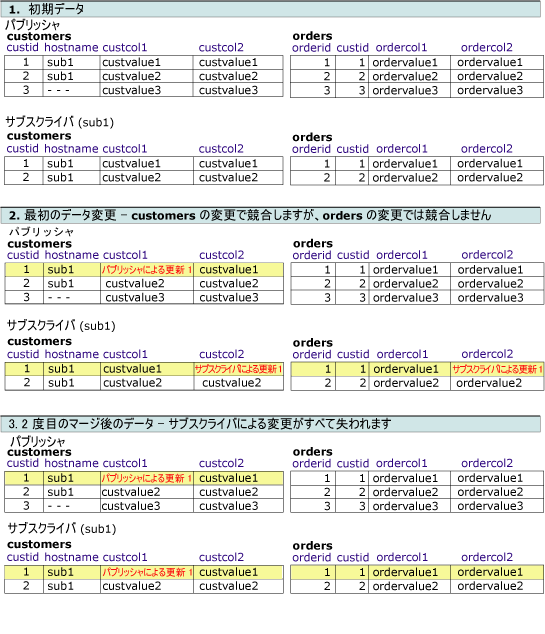 1. 初期データ
パブリッシャ
customers orders
custid hostname custcol1 custcol2 orderid custid ordercol1 ordercol2
1 sub1 custvalue1 custvalue1 1 1 ordervalue1 ordervalue1
2 sub1 custvalue2 custvalue2 2 2 ordervalue2 ordervalue2
3 - - - custvalue3 custvalue3 3 3 ordervalue3 ordervalue3
サブスクライバ (sub1)
customers orders
custid hostname custcol1 custcol2 orderid custid ordercol1 ordercol2
1 sub1 custvalue1 custvalue1 1 1 ordervalue1 ordervalue1
2 sub1 custvalue2 custvalue2 2 2 ordervalue2 ordervalue2
2. 最初のデータ変更 – customers の変更で競合しますが、orders の変更では競合しません
パブリッシャ
customers orders
custid hostname custcol1 custcol2 orderid custid ordercol1 ordercol2
1 sub1 パブリッシャによる更新 1 custvalue1 1 1 ordervalue1 ordervalue1
2 sub1 custvalue2 custvalue2 2 2 ordervalue2 ordervalue2
3 - - - custvalue3 custvalue3 3 3 ordervalue3 ordervalue3
サブスクライバ (sub1)
customers orders
custid hostname custcol1 custcol2 orderid custid ordercol1 ordercol2
1 sub1 custvalue1 サブスクライバによる更新1 1 1 ordervalue1 サブスクライバによる更新1
2 sub1 custvalue2 custvalue2 2 2 ordervalue2 ordervalue2
3. 2 度目のマージ後のデータ – サブスクライバによる変更がすべて失われます
パブリッシャ
customers orders
custid hostname custcol1 custcol2 orderid custid ordercol1 ordercol2
1 sub1 パブリッシャによる更新 1 custvalue1 1 1 ordervalue1 ordervalue1
2 sub1 custvalue2 custvalue2 2 2 ordervalue2 ordervalue2
3 - - - custvalue3 custvalue3 3 3 ordervalue3 ordervalue3
サブスクライバ (sub1)
customers orders
custid hostname custcol1 custcol2 orderid custid ordercol1 ordercol2
1 sub1 パブリッシャによる更新 1 custvalue1 1 1 ordervalue1 ordervalue1
2 sub1 custvalue2 custvalue2 2 2 ordervalue2 ordervalue2